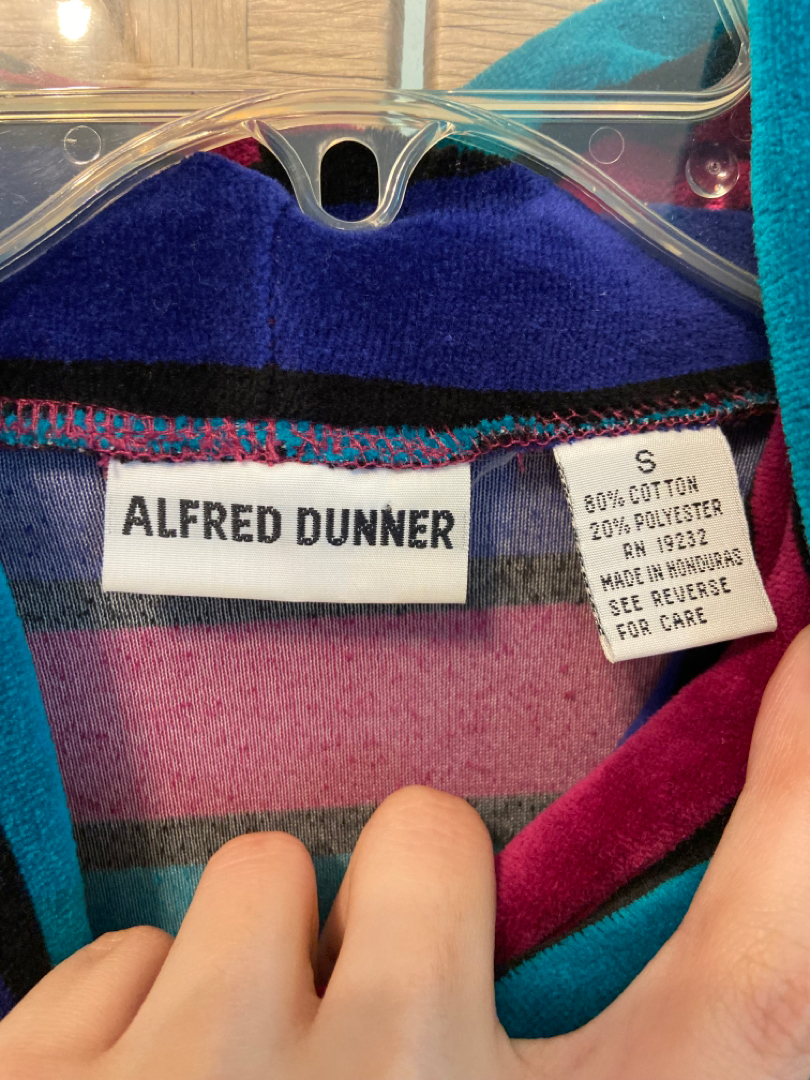 ALFRED DUNNER
S
80% COTTON
20% POLYESTER
RN 19232
MADE IN HONDURAS
SEE REVERSE
FOR CARE